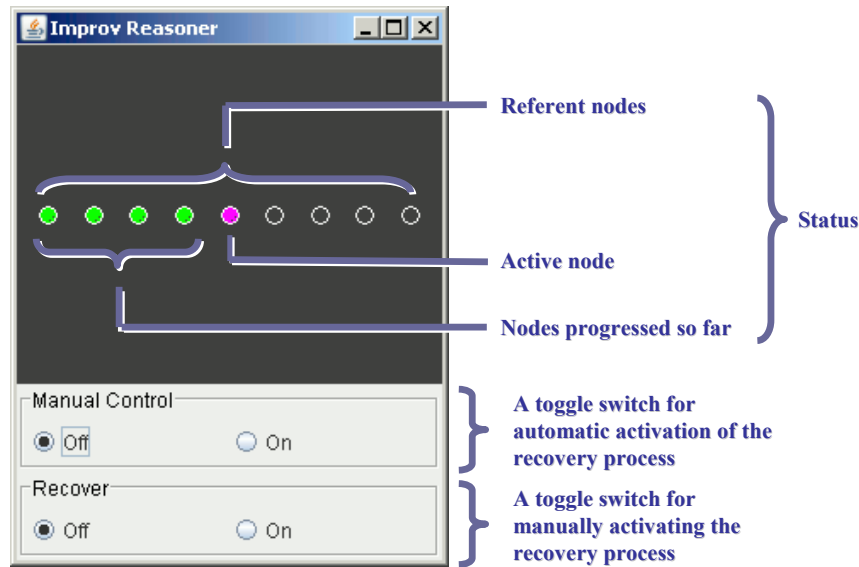 Improv Reasoner
Referent nodes
Status
Active node
Nodes progressed so far
Manual Control
Off On
A toggle switch for
automatic activation of the
recovery process
Recover
Off On
A toggle switch for
manually activating the
recovery process